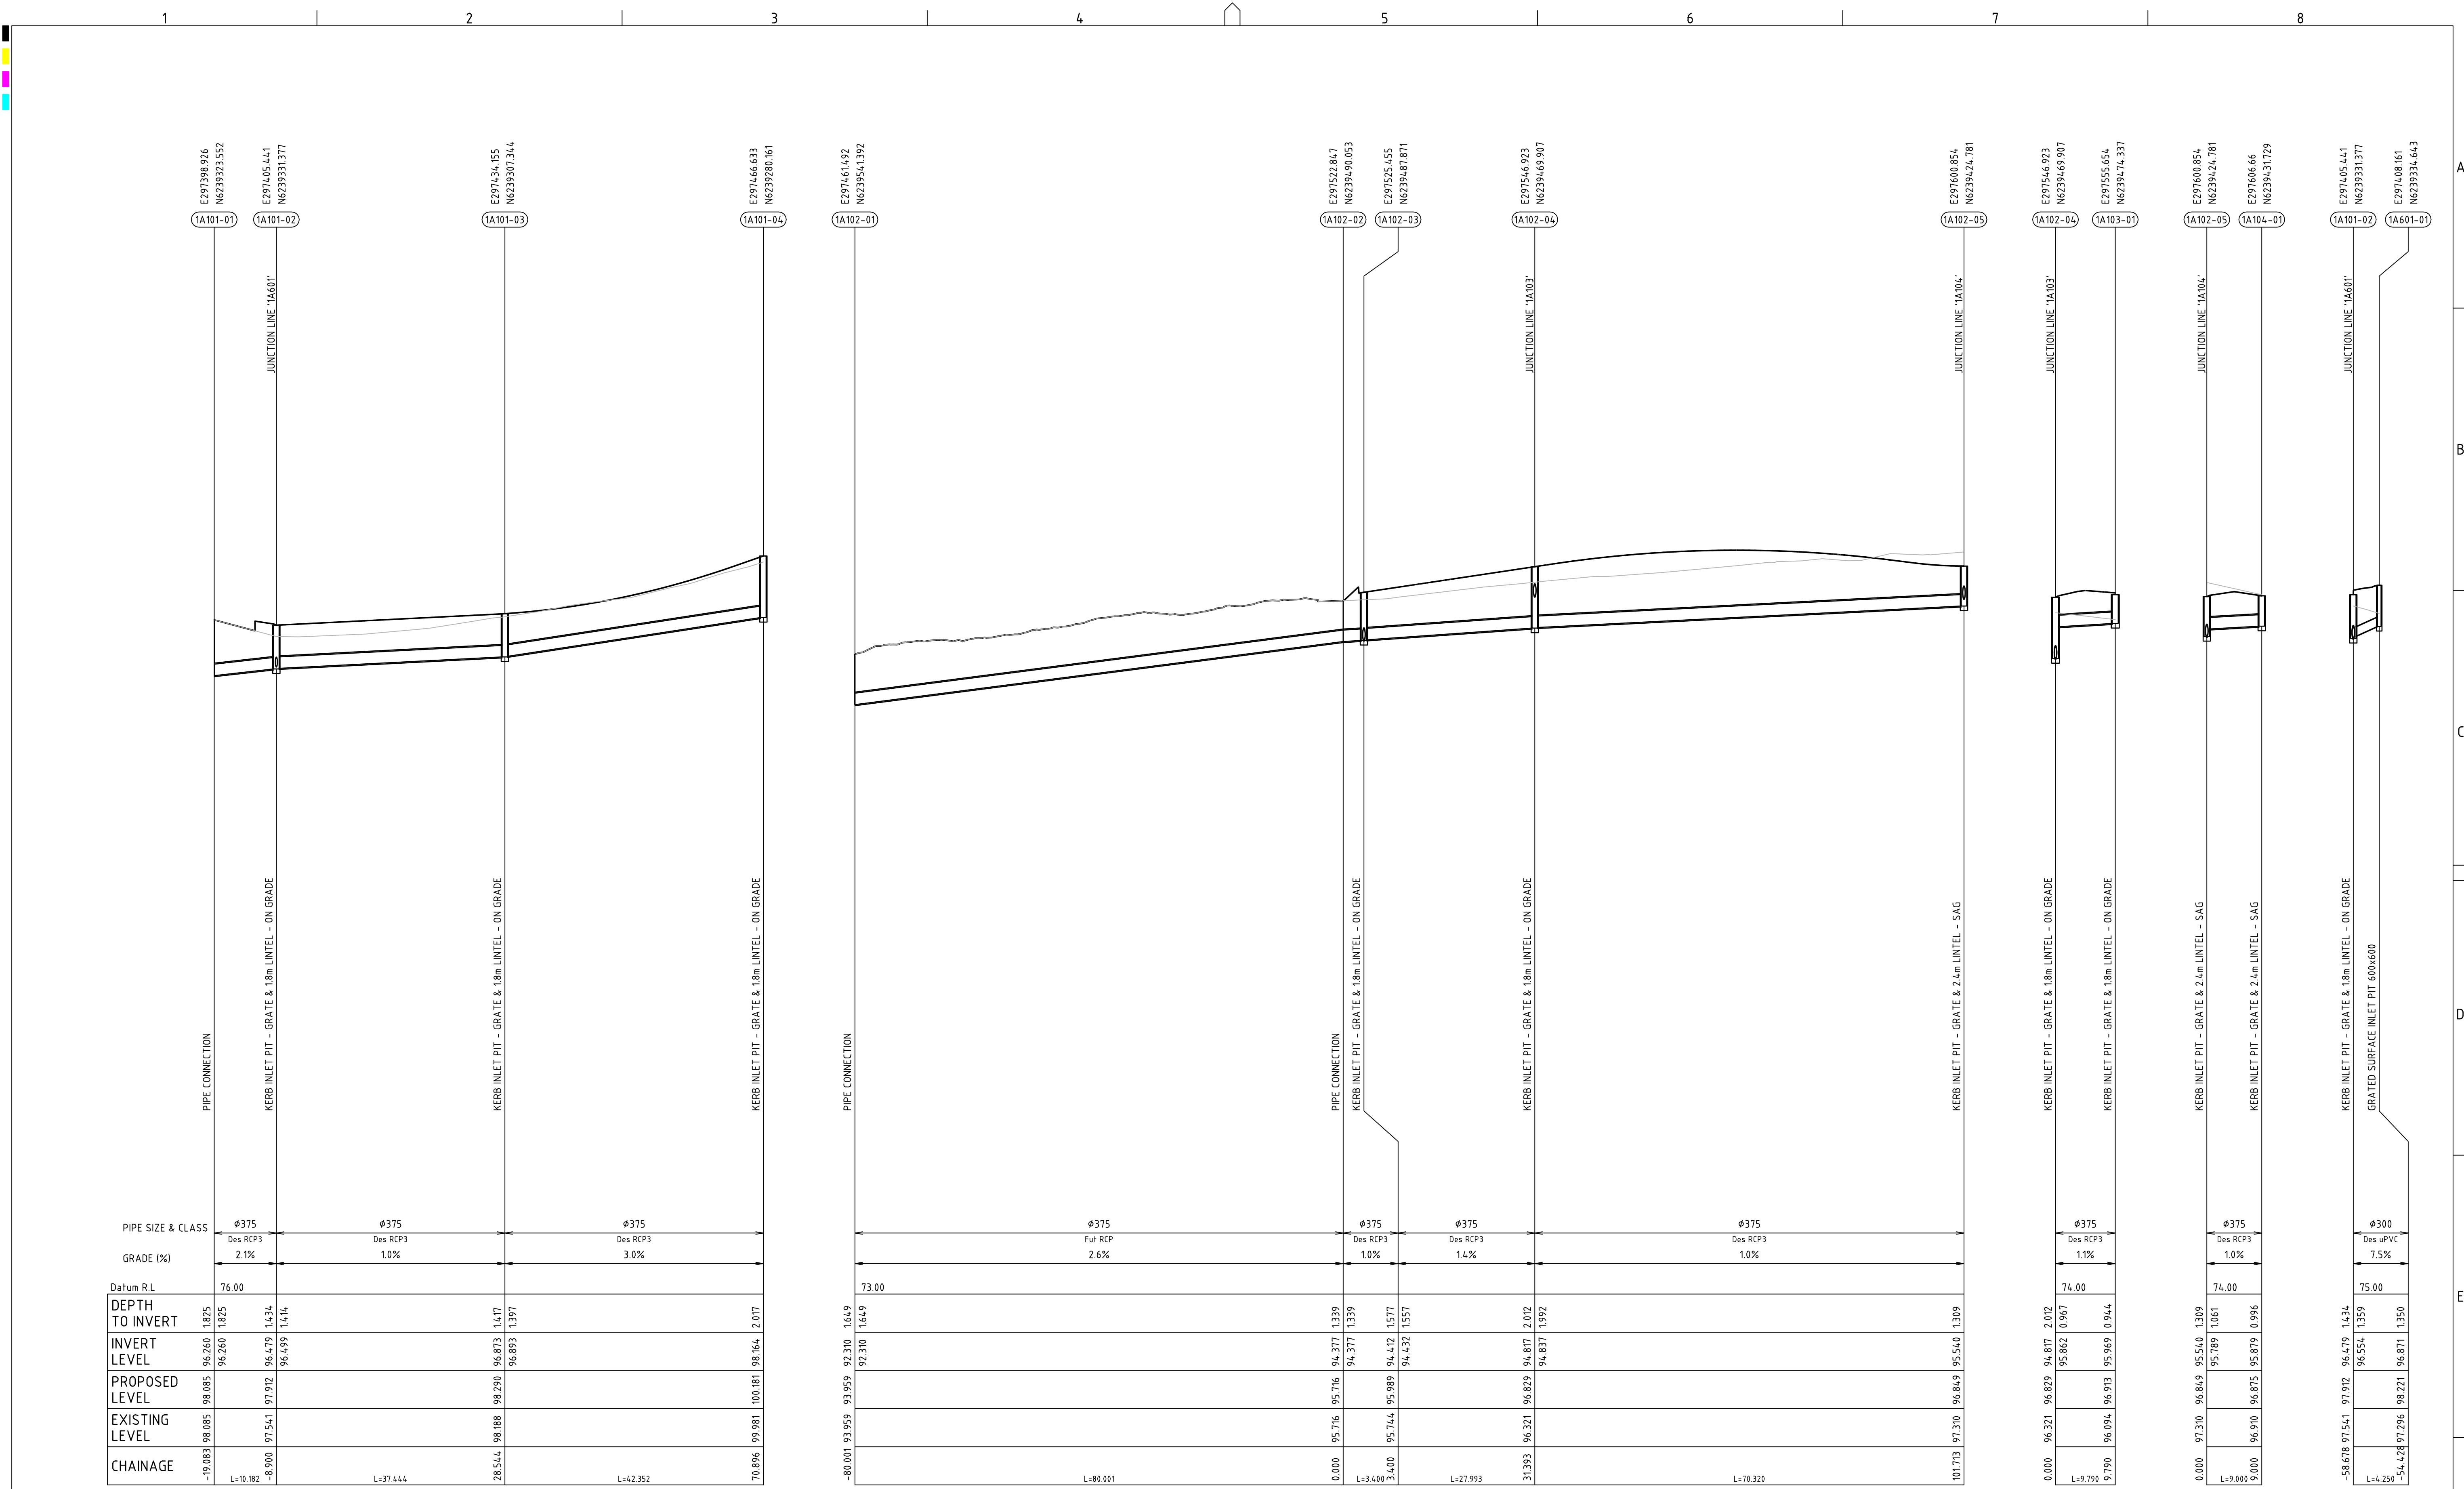 1 2 3 4 5 6 7 8
A
B
C
D
E
E297398.926
N6239323.552
E297405.441
N6239331.377
E297434.155
N6239307.344
E297466.633
N6239280.161
E297461.492
N6239541.392
E297522.847
N6239490.053
E297525.455
N6239487.871
E297546.923
N6239469.907
E297600.854
N6239424.781
E297546.923
N6239469.907
E297555.654
N6239474.337
E297600.854
N6239424.781
E297606.66
N6239431.729
E297405.441
N6239331.377
E297408.161
N6239334.643
1A101-01 1A101-02 1A101-03 1A101-04 1A102-01 1A102-02 1A102-03 1A102-04 1A102-05 1A102-04 1A103-01 1A102-05 1A104-01 1A101-02 1A601-01
JUNCTION LINE '1A601'
JUNCTION LINE '1A103'
JUNCTION LINE '1A104'
JUNCTION LINE '1A103'
JUNCTION LINE '1A104'
JUNCTION LINE '1A601'
PIPE CONNECTION
KERB INLET PIT - GRATE & 1.8m LINTEL - ON GRADE
KERB INLET PIT - GRATE & 1.8m LINTEL - ON GRADE
KERB INLET PIT - GRATE & 1.8m LINTEL - ON GRADE
PIPE CONNECTION
PIPE CONNECTION
KERB INLET PIT - GRATE & 1.8m LINTEL - ON GRADE
KERB INLET PIT - GRATE & 1.8m LINTEL - ON GRADE
KERB INLET PIT - GRATE & 2.4m LINTEL - SAG
KERB INLET PIT - GRATE & 1.8m LINTEL - ON GRADE
KERB INLET PIT - GRATE & 1.8m LINTEL - ON GRADE
KERB INLET PIT - GRATE & 2.4m LINTEL - SAG
KERB INLET PIT - GRATE & 2.4m LINTEL - SAG
KERB INLET PIT - GRATE & 1.8m LINTEL - ON GRADE
GRATED SURFACE INLET PIT 600x600
PIPE SIZE & CLASS ø375 ø375 ø375 ø375 ø375 ø375 ø375 ø375 ø375 ø300
Des RCP3 Des RCP3 Des RCP3 Fut RCP Des RCP3 Des RCP3 Des RCP3 Des RCP3 Des RCP3 Des uPVC
GRADE (%) 2.1% 1.0% 3.0% 2.6% 1.0% 1.4% 1.0% 1.1% 1.0% 7.5%
Datum R.L 76.00 73.00 74.00 74.00 75.00
DEPTH
TO INVERT
1.825 1.825 1.434 1.414 1.417 1.397 2.017 1.649 1.649 1.339 1.339 1.577 1.557 2.012 1.992 1.309 2.012 0.967 0.944 1.309 1.061 0.996 1.434 1.359 1.350
INVERT
LEVEL
96.260 96.260 96.479 96.499 96.873 96.893 98.164 92.310 92.310 94.377 94.377 94.412 94.432 94.817 94.837 95.540 94.817 95.862 95.969 95.540 95.789 95.879 96.479 96.554 96.871
PROPOSED
LEVEL
98.085 97.912 98.290 100.181 93.959 95.716 95.989 96.829 96.849 96.829 96.913 96.849 96.875 97.912 98.221
EXISTING
LEVEL
98.085 97.541 98.188 99.981 93.959 95.716 95.744 96.321 97.310 96.321 96.094 97.310 96.910 97.541 97.296
CHAINAGE
-19.083 -8.900 28.544 70.896 -80.001 0.000 3.400 31.393 101.713 0.000 9.790 0.000 9.000 -58.678 -54.428
L=10.182 L=37.444 L=42.352 L=80.001 L=3.400 L=27.993 L=70.320 L=9.790 L=9.000 L=4.250